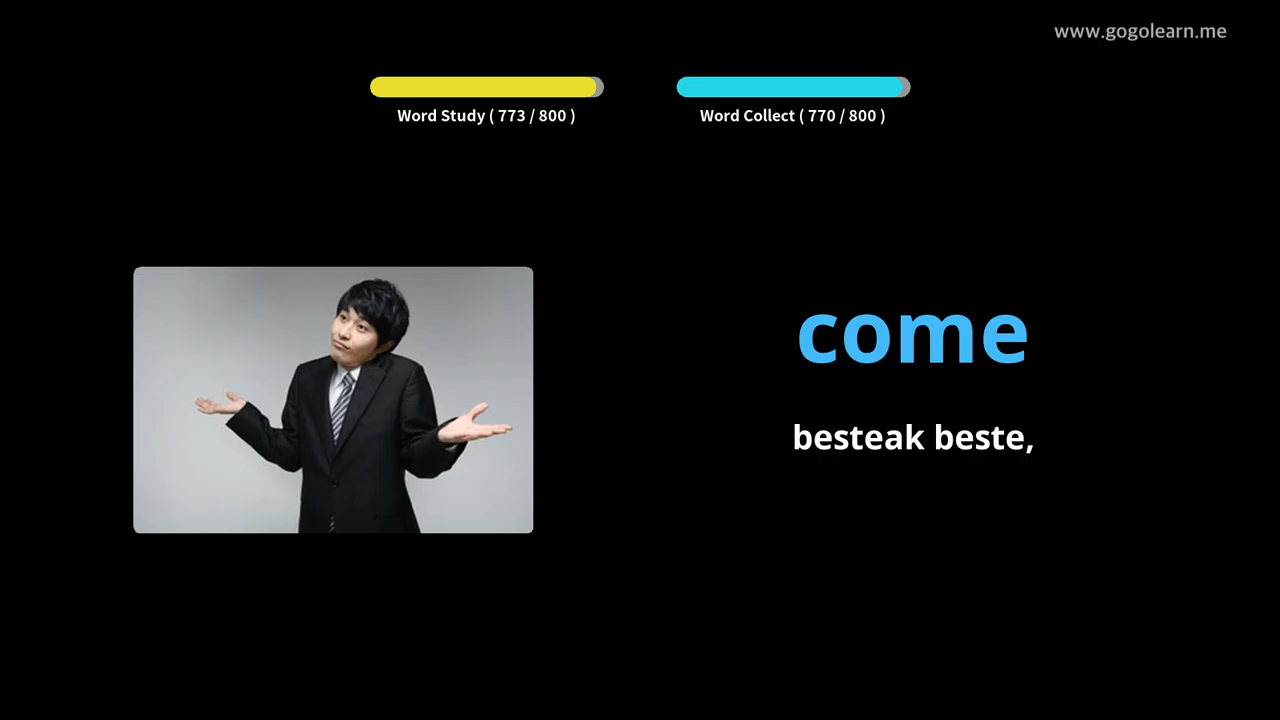 www.gogolearn.me
Word Study ( 773 / 800 )
Word Collect ( 770 / 800 )
come
besteak beste,